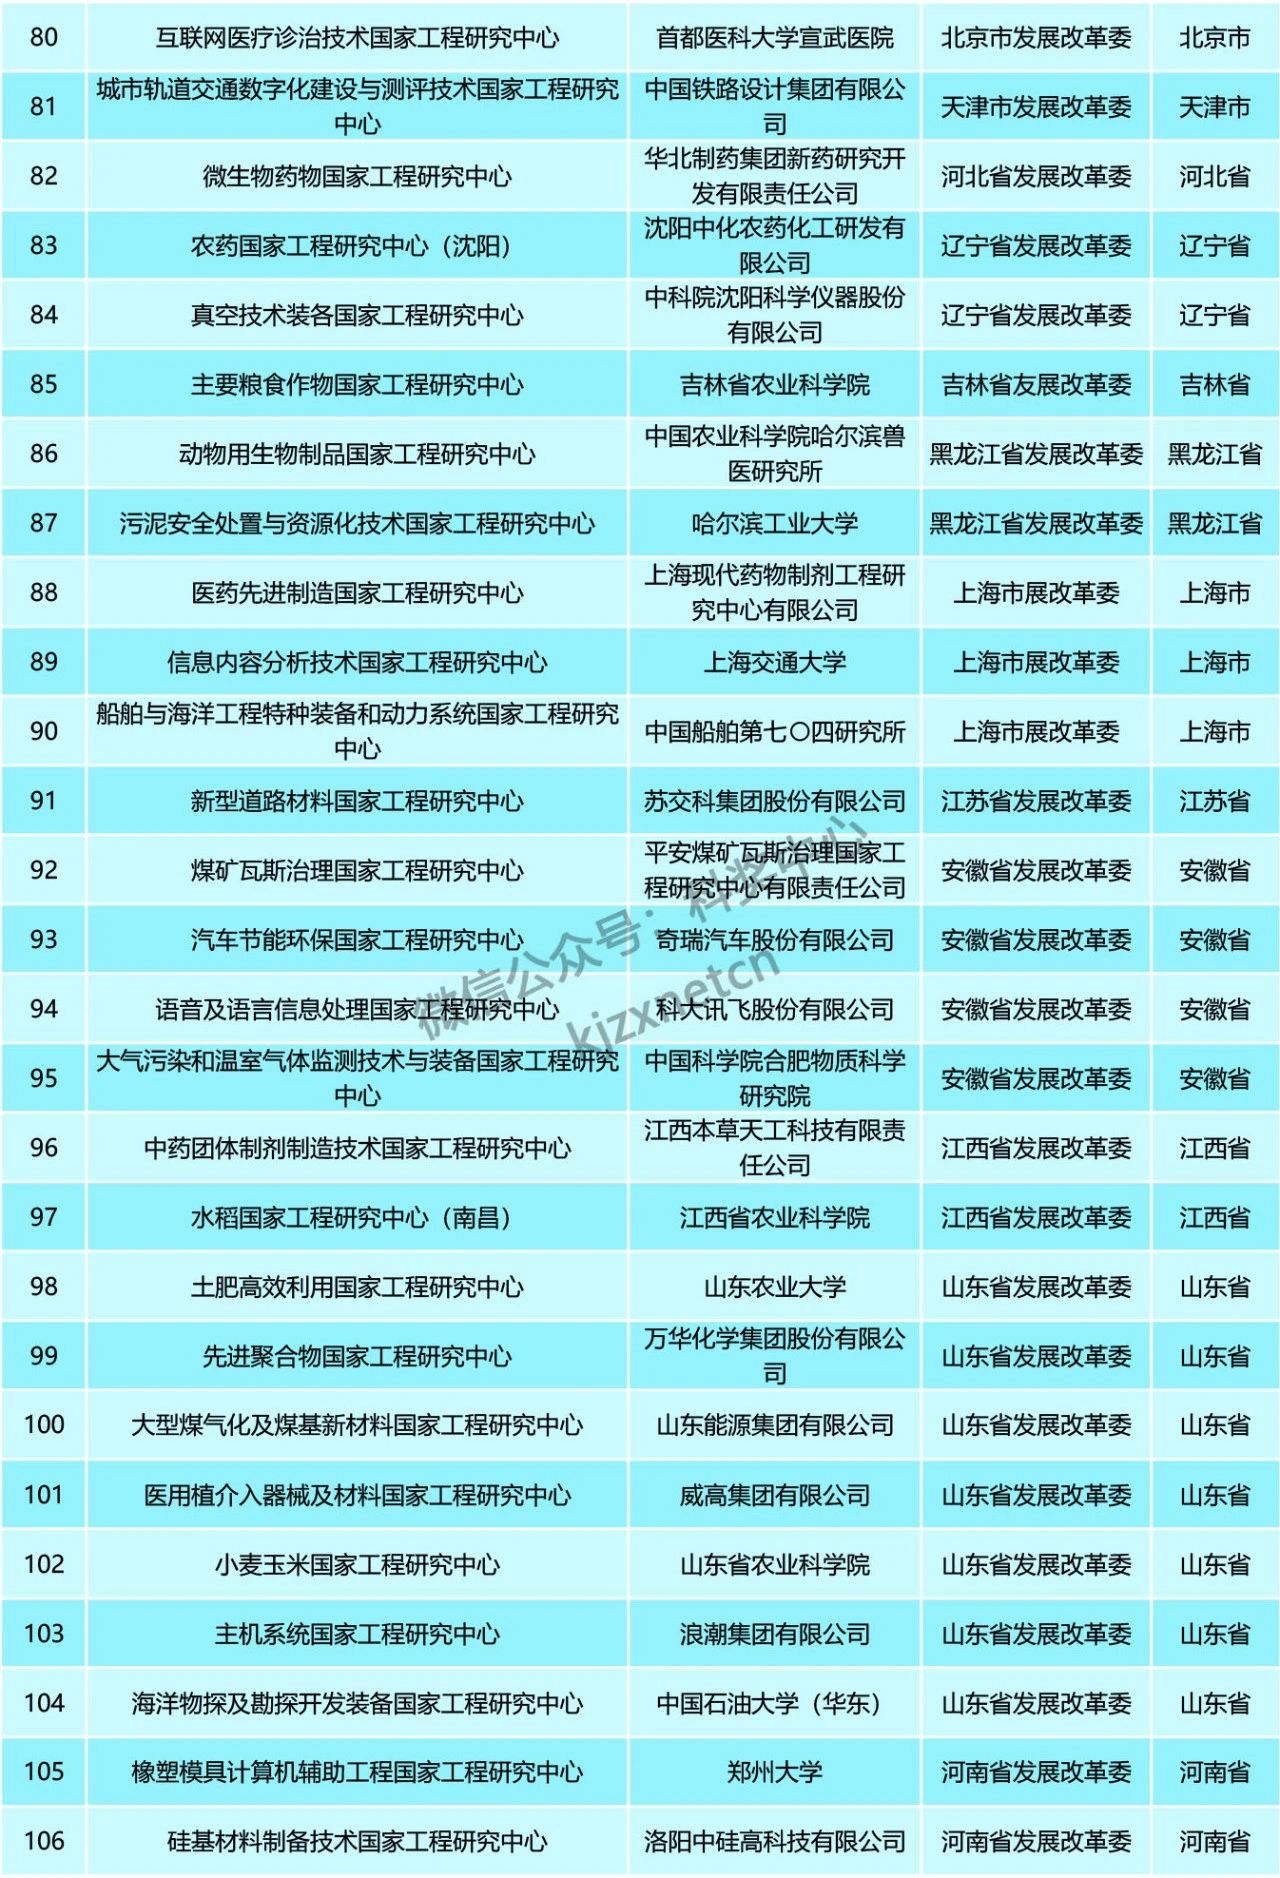 80 互联网医疗诊治技术国家工程研究中心 首都医科大学宣武医院 北京市发展改革委 北京市
81 城市轨道交通数字化建设与测评技术国家工程研究中心 中国铁路设计集团有限公司 天津市发展改革委 天津市
82 微生物药物国家工程研究中心 华北制药集团新药研究开发有限责任公司 河北省发展改革委 河北省
83 农药国家工程研究中心（沈阳） 沈阳中化农药化工研发有限公司 辽宁省发展改革委 辽宁省
84 真空技术装各国家工程研究中心 中科院沈阳科学仪器股份有限公司 辽宁省发展改革委 辽宁省
85 主要粮食作物国家工程研究中心 吉林省农业科学院 吉林省友展改革委 吉林省
86 动物用生物制品国家工程研究中心 中国农业科学院哈尔滨兽医研究所 黑龙江省发展改革委 黑龙江省
87 污泥安全处置与资源化技术国家工程研究中心 哈尔滨工业大学 黑龙江省发展改革委 黑龙江省
88 医药先进制造国家工程研究中心 上海现代药物制剂工程研究中心有限公司 上海市展改革委 上海市
89 信息内容分析技术国家工程研究中心 上海交通大学 上海市展改革委 上海市
90 船舶与海洋工程特种装备和动力系统国家工程研究中心 中国船舶第七〇四研究所 上海市展改革委 上海市
91 新型道路材料国家工程研究中心 苏交科集团股份有限公司 江苏省发展改革委 江苏省
92 煤矿瓦斯治理国家工程研究中心 平安煤矿瓦斯治理国家工程研究中心有限责任公司 安徽省发展改革委 安徽省
93 汽车节能环保国家工程研究中心 奇瑞汽车股份有限公司 安徽省发展改革委 安徽省
94 语音及语言信息处理国家工程研究中心 科大讯飞股份有限公司 安徽省发展改革委 安徽省
95 大气污染和温室气体监测技术与装备国家工程研究中心 中国科学院合肥物质科学研究院 安徽省发展改革委 安徽省
96 中药团体制剂制造技术国家工程研究中心 江西本草天工科技有限责任公司 江西省发展改革委 江西省
97 水稻国家工程研究中心（南昌） 江西省农业科学院 江西省发展改革委 江西省
98 土肥高效利用国家工程研究中心 山东农业大学 山东省发展改革委 山东省
99 先进聚合物国家工程研究中心 万华化学集团股份有限公司 山东省发展改革委 山东省
100 大型煤气化及煤基新材料国家工程研究中心 山东能源集团有限公司 山东省发展改革委 山东省
101 医用植介入器械及材料国家工程研究中心 威高集团有限公司 山东省发展改革委 山东省
102 小麦玉米国家工程研究中心 山东省农业科学院 山东省发展改革委 山东省
103 主机系统国家工程研究中心 浪潮集团有限公司 山东省发展改革委 山东省
104 海洋物探及勘探开发装备国家工程研究中心 中国石油大学（华东） 山东省发展改革委 山东省
105 橡塑模具计算机辅助工程国家工程研究中心 郑州大学 河南省发展改革委 河南省
106 硅基材料制备技术国家工程研究中心 洛阳中硅高科技有限公司 河南省发展改革委 河南省
微信公众号：科奖中心
kjzxnetcn